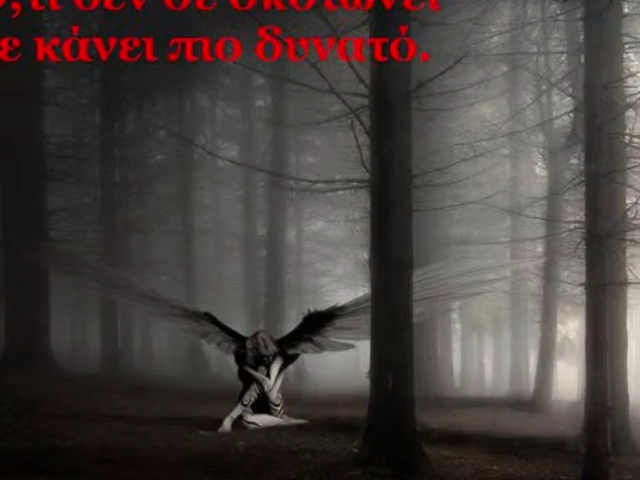 ,τι δεν σε σκοτώνει
ε κάνει πιο δυνατό.